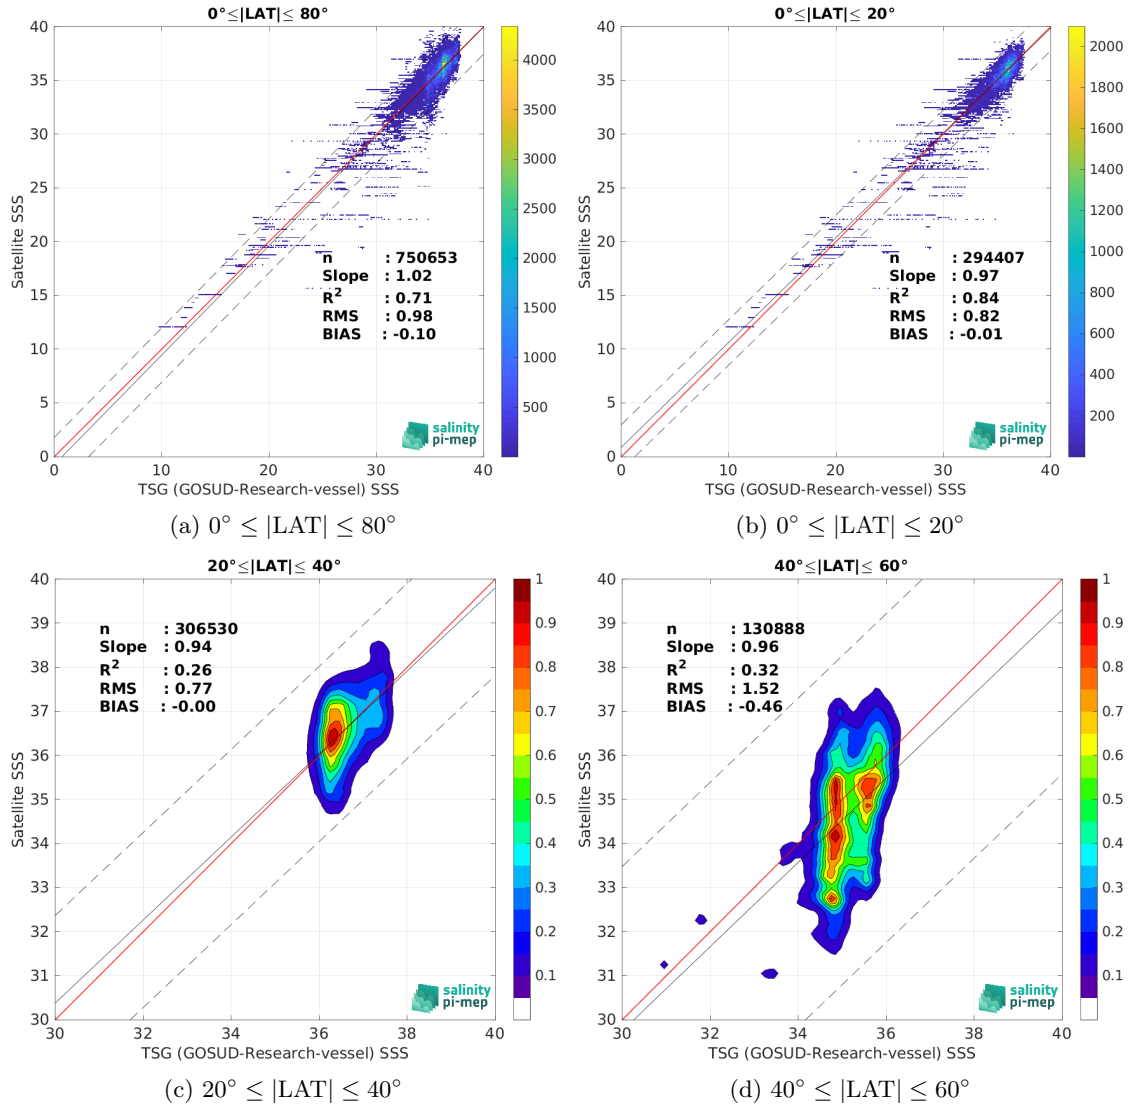 0°≤|LAT|≤ 80°
40
35
30
25
20
15
10
5
0
Satellite SSS
n : 750653
Slope : 1.02
R² : 0.71
RMS : 0.98
BIAS : -0.10
salinity
pi-mep
0 10 20 30 40
TSG (GOSUD-Research-vessel) SSS
4000
3500
3000
2500
2000
1500
1000
500
(a) 0° ≤ |LAT| ≤ 80°
0°≤|LAT|≤ 20°
40
35
30
25
20
15
10
5
0
Satellite SSS
n : 294407
Slope : 0.97
R² : 0.84
RMS : 0.82
BIAS : -0.01
salinity
pi-mep
0 10 20 30 40
TSG (GOSUD-Research-vessel) SSS
2000
1800
1600
1400
1200
1000
800
600
400
200
(b) 0° ≤ |LAT| ≤ 20°
20°≤|LAT|≤ 40°
40
39
38
37
36
35
34
33
32
31
30
Satellite SSS
n : 306530
Slope : 0.94
R² : 0.26
RMS : 0.77
BIAS : -0.00
salinity
pi-mep
30 32 34 36 38 40
TSG (GOSUD-Research-vessel) SSS
1
0.9
0.8
0.7
0.6
0.5
0.4
0.3
0.2
0.1
(c) 20° ≤ |LAT| ≤ 40°
40°≤|LAT|≤ 60°
40
39
38
37
36
35
34
33
32
31
30
Satellite SSS
n : 130888
Slope : 0.96
R² : 0.32
RMS : 1.52
BIAS : -0.46
salinity
pi-mep
30 32 34 36 38 40
TSG (GOSUD-Research-vessel) SSS
1
0.9
0.8
0.7
0.6
0.5
0.4
0.3
0.2
0.1
(d) 40° ≤ |LAT| ≤ 60°